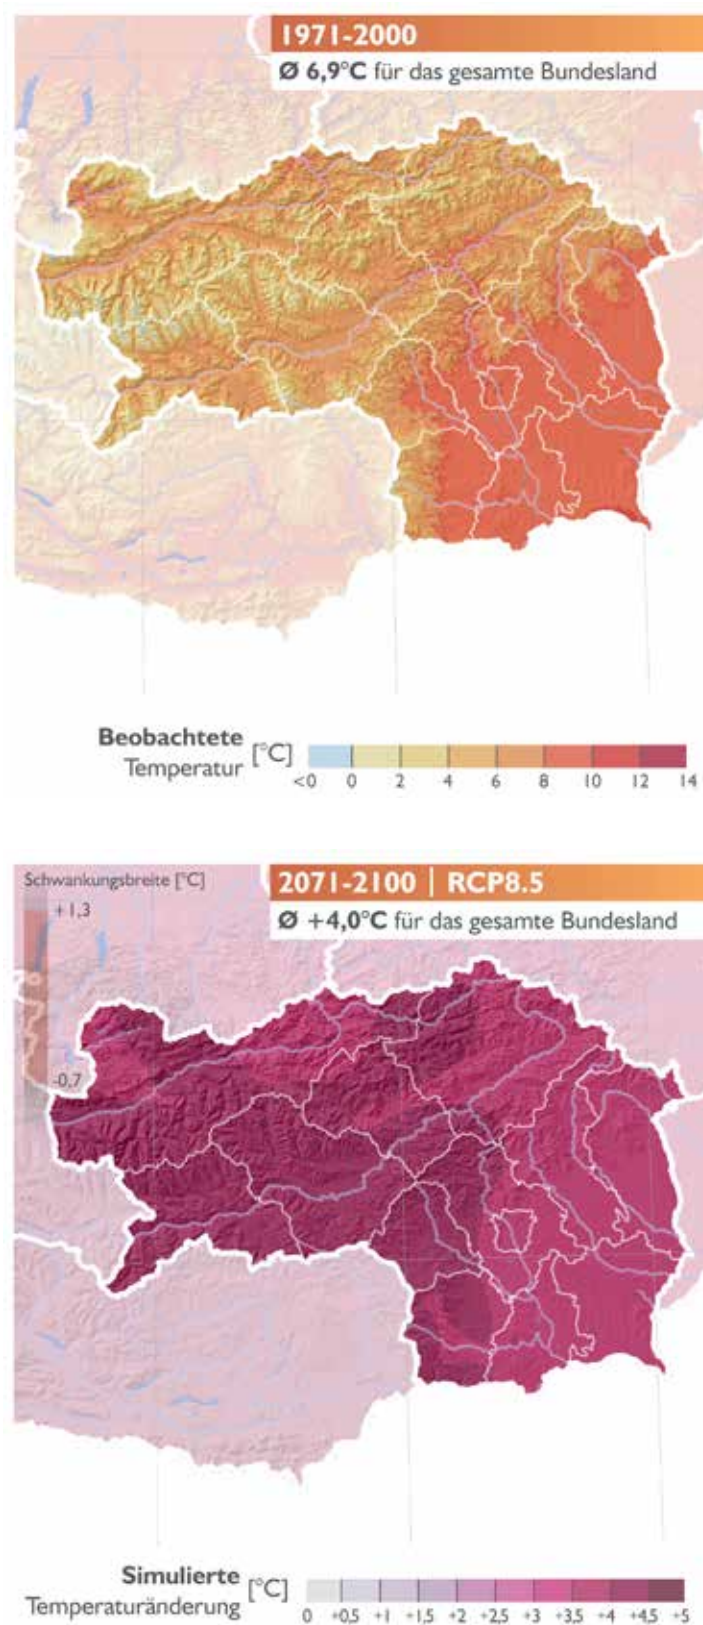 1971-2000
Ø 6,9°C für das gesamte Bundesland
Beobachtete
Temperatur [°C]
<0 0 2 4 6 8 10 12 14
Schwankungsbreite [°C]
+1,3
-0,7
2071-2100 | RCP8.5
Ø +4,0°C für das gesamte Bundesland
Simulierte
Temperaturänderung [°C]
0 +0,5 +1 +1,5 +2 +2,5 +3 +3,5 +4 +4,5 +5